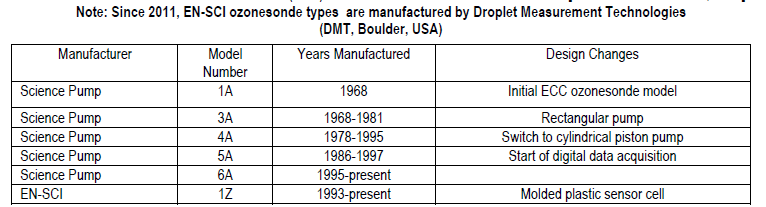 Note: Since 2011, EN-SCI ozonesonde types are manufactured by Droplet Measurement Technologies
(DMT, Boulder, USA)
Manufacturer Model Number Years Manufactured Design Changes
Science Pump 1A 1968 Initial ECC ozonesonde model
Science Pump 3A 1968-1981 Rectangular pump
Science Pump 4A 1978-1995 Switch to cylindrical piston pump
Science Pump 5A 1986-1997 Start of digital data acquisition
Science Pump 6A 1995-present
EN-SCI 1Z 1993-present Molded plastic sensor cell